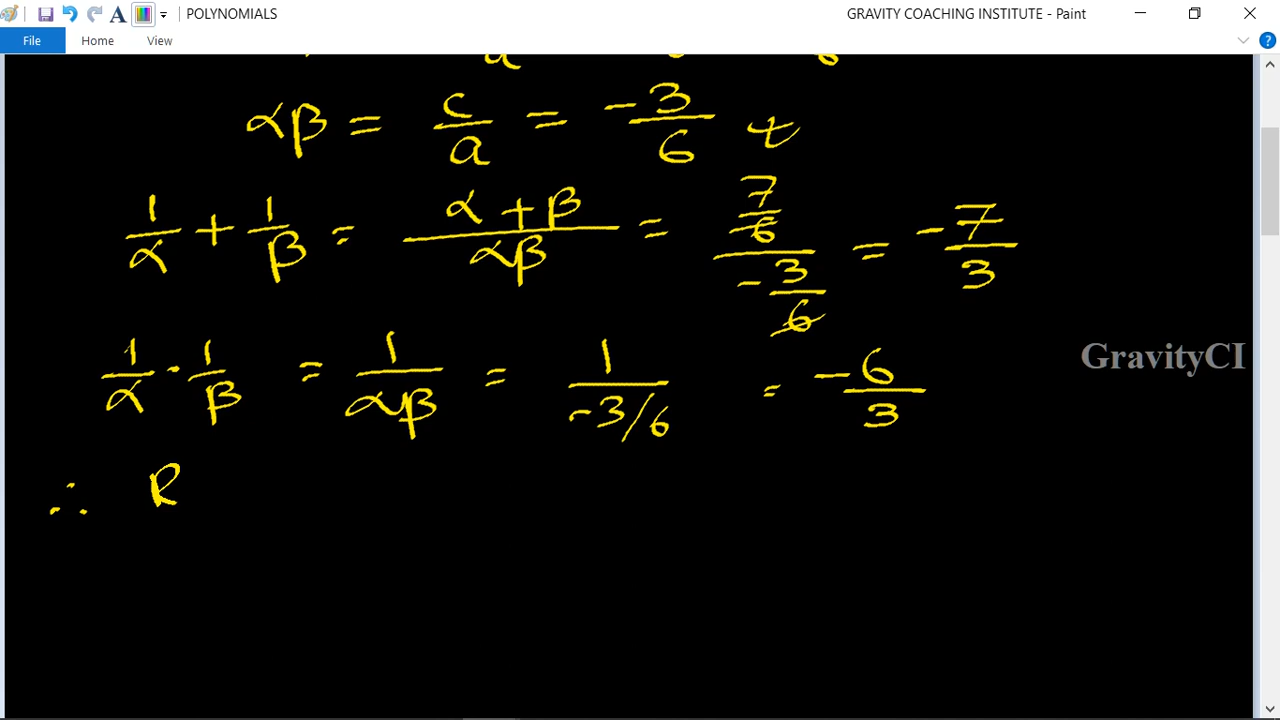 POLYNOMIALS
GRAVITY COACHING INSTITUTE - Paint
File Home View
αβ = c/a = -3/6
1/α + 1/β = (α + β)/(αβ) = (7/6)/(-3/6) = -7/3
1/α · 1/β = 1/(αβ) = 1/(-3/6) = -6/3
GravityCI
∴ R